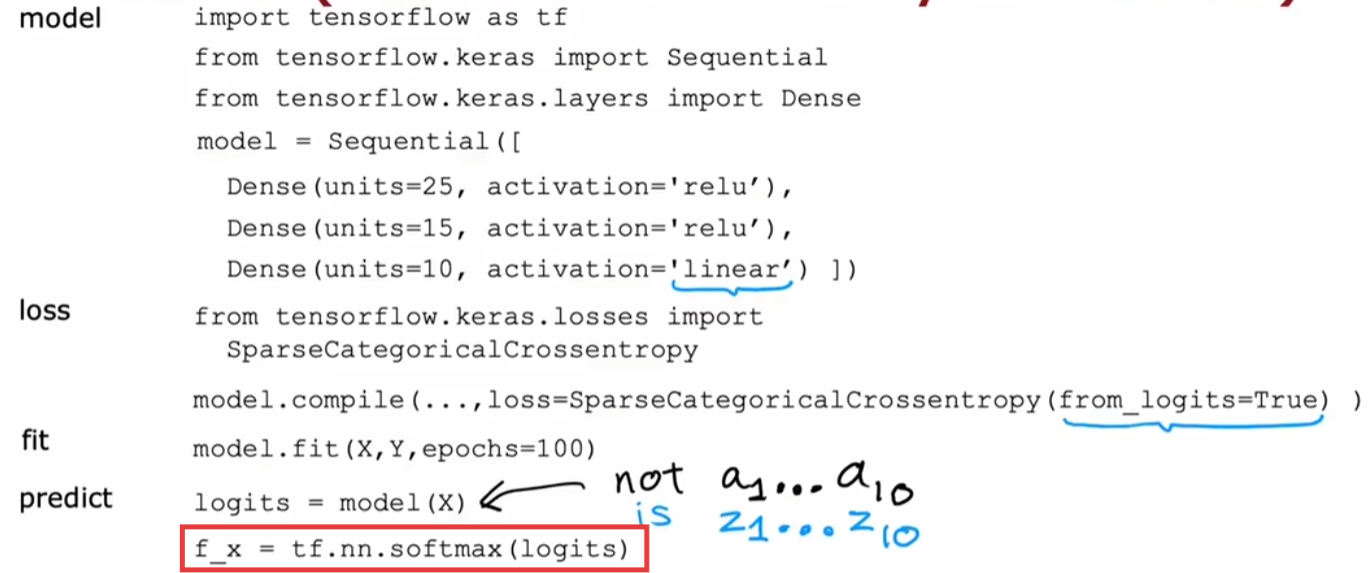 model import tensorflow as tf
from tensorflow.keras import Sequential
from tensorflow.keras.layers import Dense
model = Sequential([
Dense(units=25, activation='relu'),
Dense(units=15, activation='relu'),
Dense(units=10, activation='linear') ])
loss from tensorflow.keras.losses import
SparseCategoricalCrossentropy
model.compile(...,loss=SparseCategoricalCrossentropy(from_logits=True) )
fit model.fit(X,Y,epochs=100)
predict logits = model(X) not a1...a10
is z1...z10
f_x = tf.nn.softmax(logits)